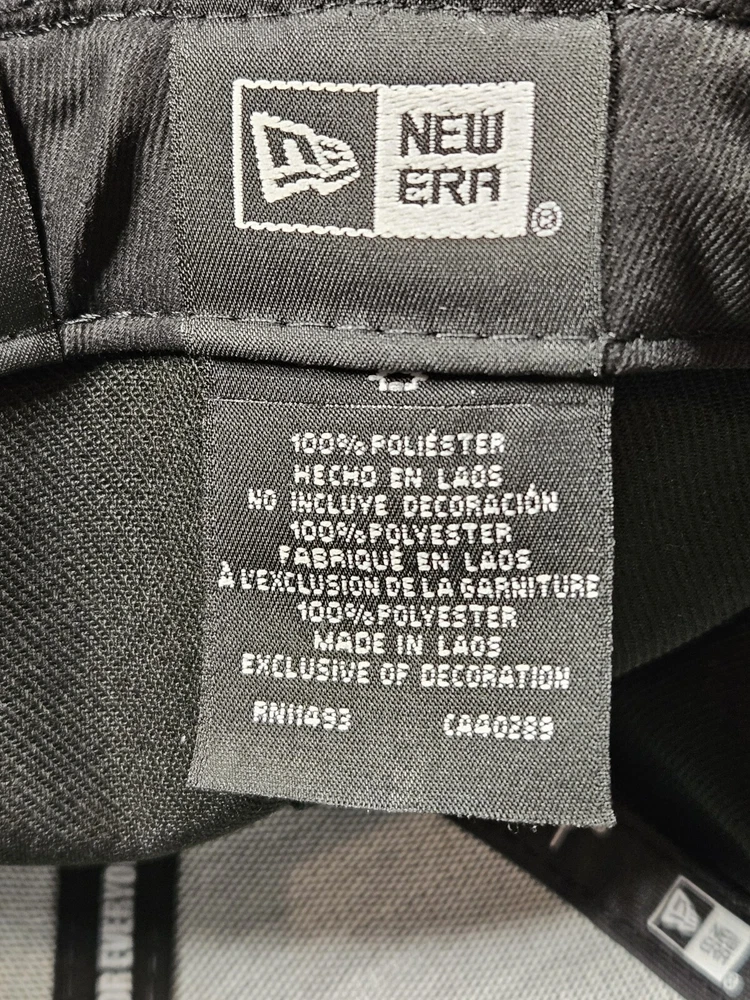 NEW
ERA
®
100% POLIÉSTER
HECHO EN LAOS
NO INCLUYE DECORACIÓN
100% POLYESTER
FABRIQUÉ EN LAOS
À L'EXCLUSION DE LA GARNITURE
100% POLYESTER
MADE IN LAOS
EXCLUSIVE OF DECORATION
RN11493 CA40289